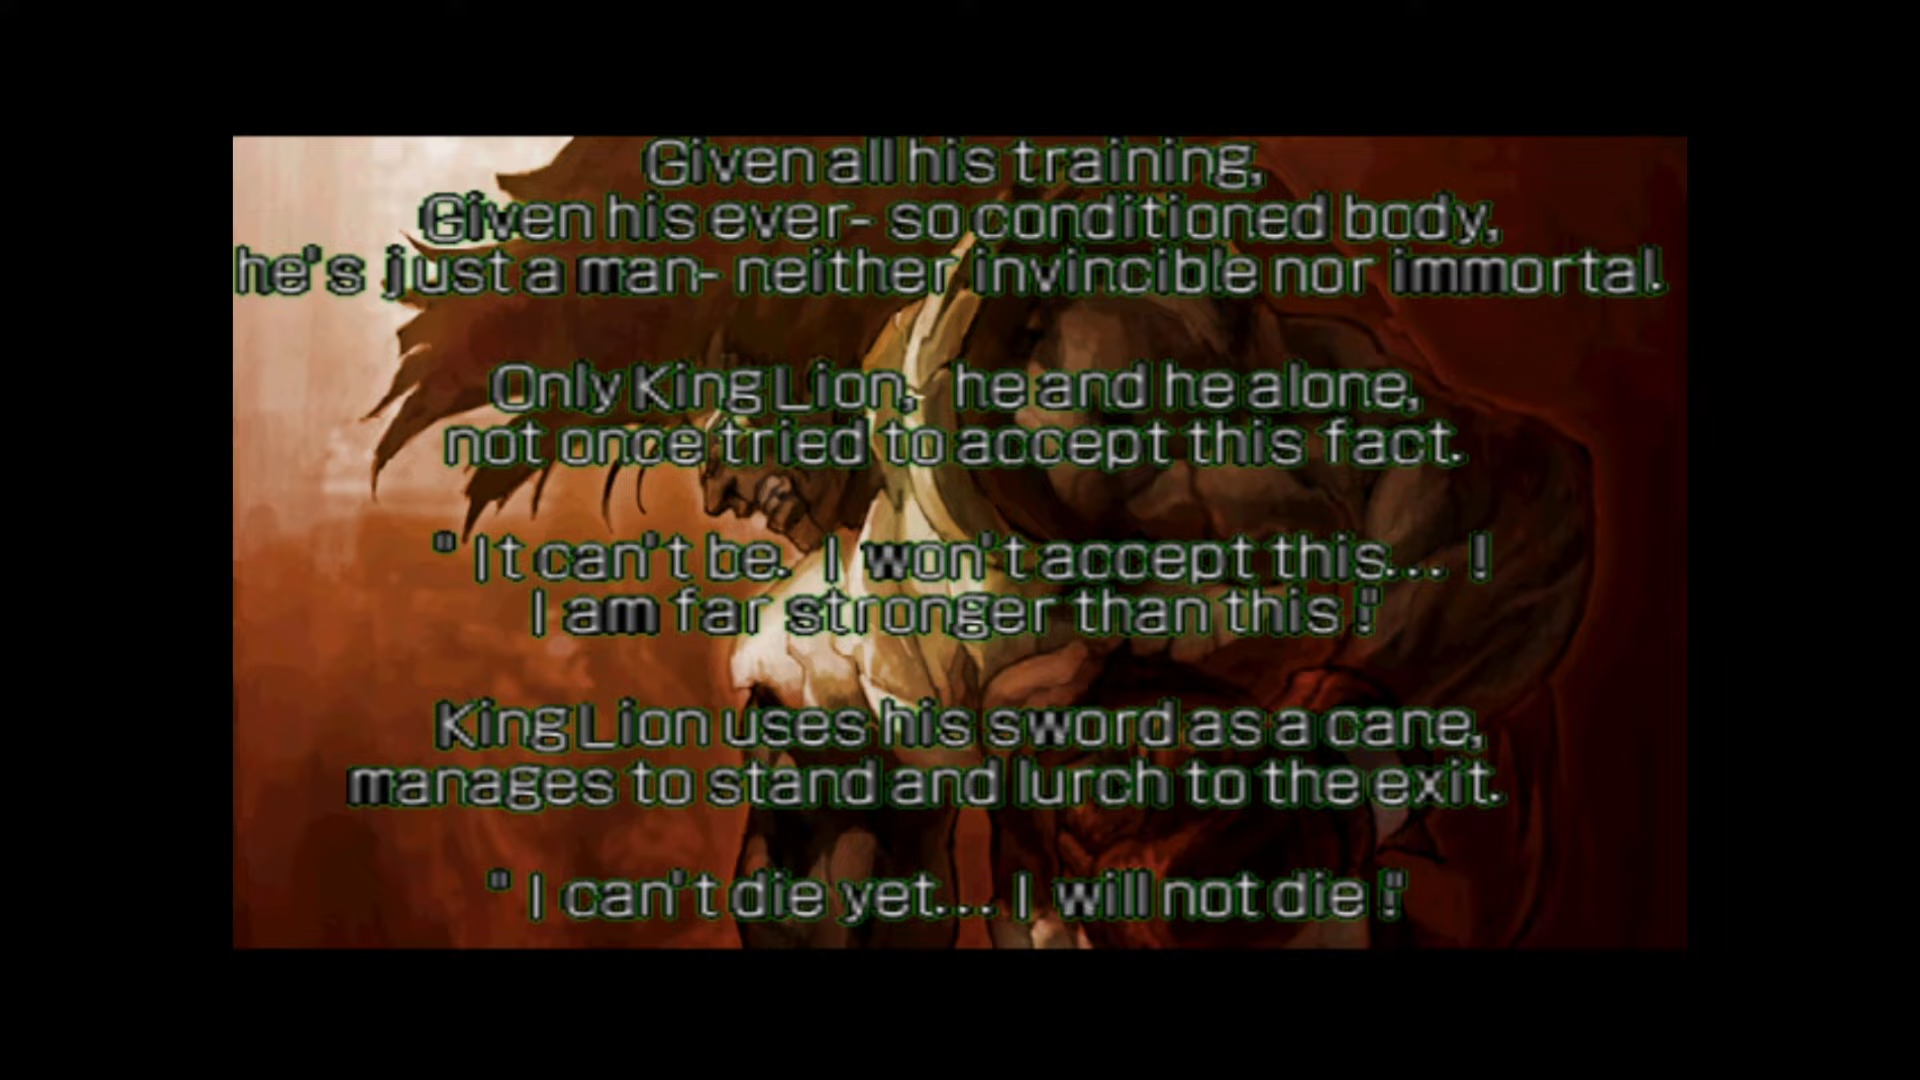 Given all his training,
Given his ever- so conditioned body,
he's just a man- neither invincible nor immortal.
Only King Lion, he and he alone,
not once tried to accept this fact.
"It can't be. I won't accept this... !
I am far stronger than this !"
King Lion uses his sword as a cane,
manages to stand and lurch to the exit.
"I can't die yet... I will not die !"